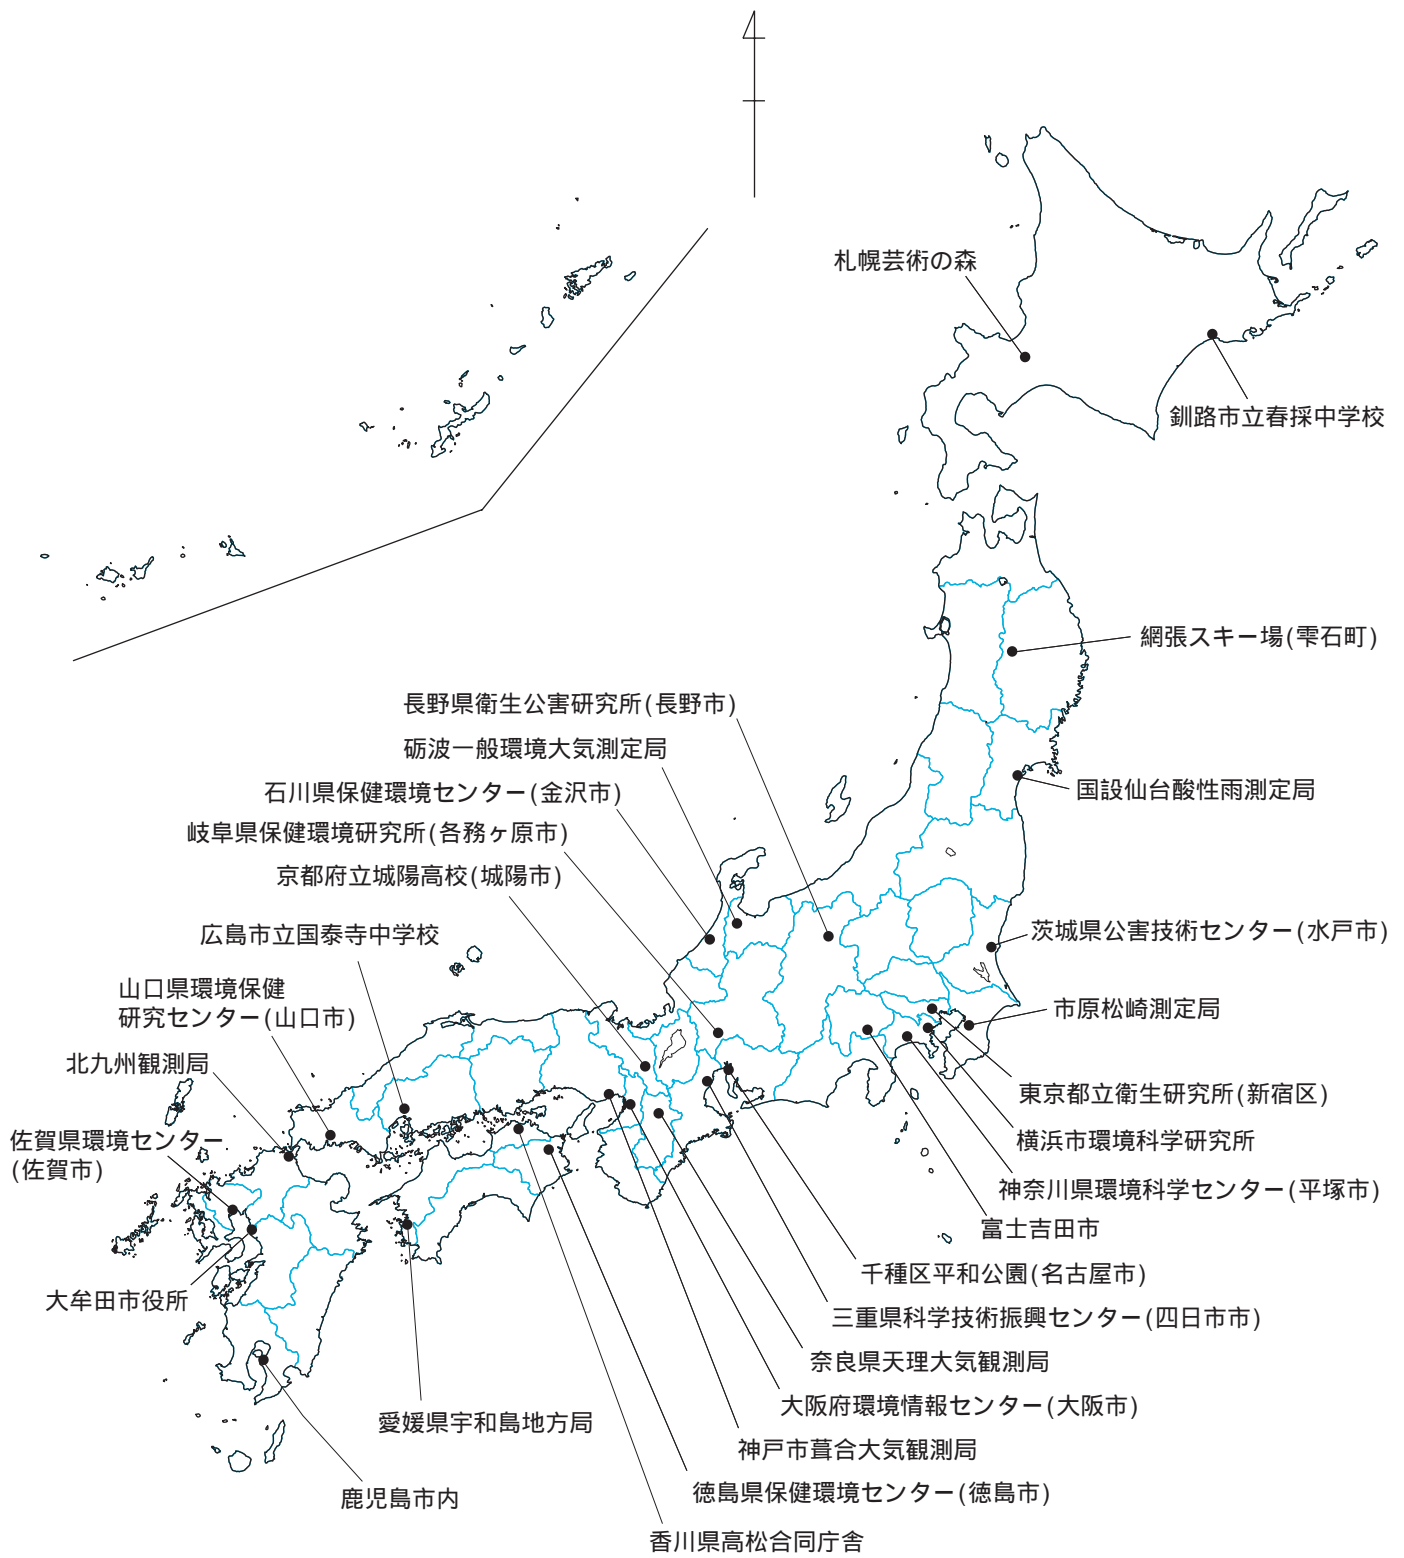 札幌芸術の森
釧路市立春採中学校
網張スキー場(雫石町)
長野県衛生公害研究所(長野市)
砺波一般環境大気測定局
国設仙台酸性雨測定局
石川県保健環境センター(金沢市)
岐阜県保健環境研究所(各務ヶ原市)
京都府立城陽高校(城陽市)
広島市立国泰寺中学校
茨城県公害技術センター(水戸市)
山口県環境保健
研究センター(山口市)
市原松崎測定局
北九州観測局
東京都立衛生研究所(新宿区)
佐賀県環境センター
(佐賀市)
横浜市環境科学研究所
神奈川県環境科学センター(平塚市)
富士吉田市
千種区平和公園(名古屋市)
大牟田市役所
三重県科学技術振興センター(四日市市)
奈良県天理大気観測局
大阪府環境情報センター(大阪市)
愛媛県宇和島地方局
神戸市葺合大気観測局
徳島県保健環境センター(徳島市)
鹿児島市内
香川県高松合同庁舎